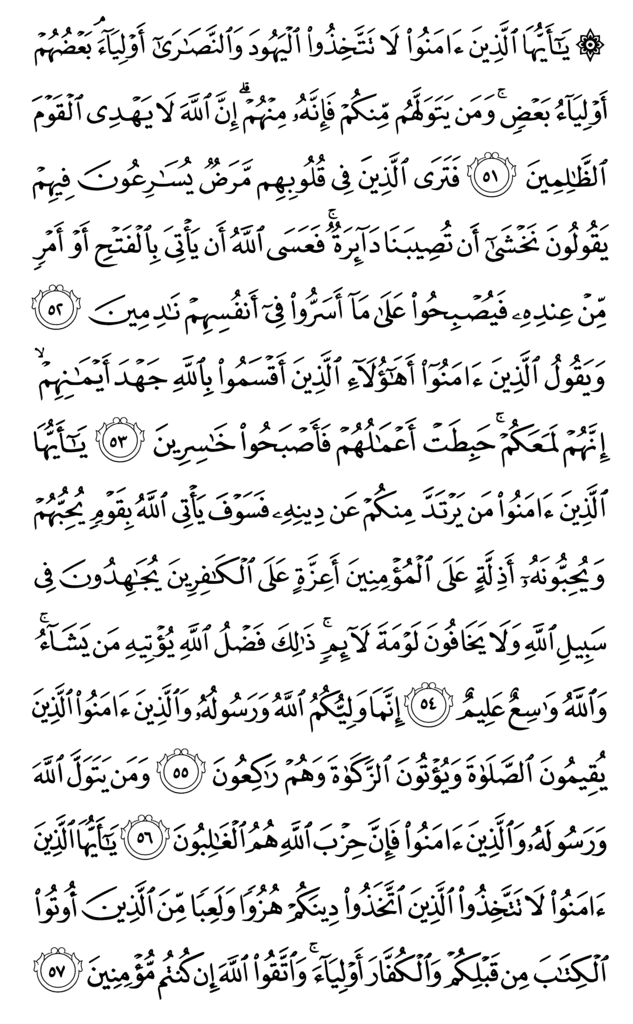 ۞ يَـٰٓأَيُّهَا ٱلَّذِينَ ءَامَنُوا۟ لَا تَتَّخِذُوا۟ ٱلْيَهُودَ وَٱلنَّصَـٰرَىٰٓ أَوْلِيَآءَ ۘ بَعْضُهُمْ
أَوْلِيَآءُ بَعْضٍ ۚ وَمَن يَتَوَلَّهُم مِّنكُمْ فَإِنَّهُۥ مِنْهُمْ ۗ إِنَّ ٱللَّهَ لَا يَهْدِى ٱلْقَوْمَ
ٱلظَّـٰلِمِينَ ٥١ فَتَرَى ٱلَّذِينَ فِى قُلُوبِهِم مَّرَضٌ يُسَـٰرِعُونَ فِيهِمْ
يَقُولُونَ نَخْشَىٰٓ أَن تُصِيبَنَا دَآئِرَةٌ ۚ فَعَسَى ٱللَّهُ أَن يَأْتِىَ بِٱلْفَتْحِ أَوْ أَمْرٍ
مِّنْ عِندِهِۦ فَيُصْبِحُوا۟ عَلَىٰ مَآ أَسَرُّوا۟ فِىٓ أَنفُسِهِمْ نَـٰدِمِينَ ٥٢
وَيَقُولُ ٱلَّذِينَ ءَامَنُوٓا۟ أَهَـٰٓؤُلَآءِ ٱلَّذِينَ أَقْسَمُوا۟ بِٱللَّهِ جَهْدَ أَيْمَـٰنِهِمْ ۙ
إِنَّهُمْ لَمَعَكُمْ ۚ حَبِطَتْ أَعْمَـٰلُهُمْ فَأَصْبَحُوا۟ خَـٰسِرِينَ ٥٣ يَـٰٓأَيُّهَا
ٱلَّذِينَ ءَامَنُوا۟ مَن يَرْتَدَّ مِنكُمْ عَن دِينِهِۦ فَسَوْفَ يَأْتِى ٱللَّهُ بِقَوْمٍ يُحِبُّهُمْ
وَيُحِبُّونَهُۥٓ أَذِلَّةٍ عَلَى ٱلْمُؤْمِنِينَ أَعِزَّةٍ عَلَى ٱلْكَـٰفِرِينَ يُجَـٰهِدُونَ فِى
سَبِيلِ ٱللَّهِ وَلَا يَخَافُونَ لَوْمَةَ لَآئِمٍ ۚ ذَٰلِكَ فَضْلُ ٱللَّهِ يُؤْتِيهِ مَن يَشَآءُ ۚ
وَٱللَّهُ وَٰسِعٌ عَلِيمٌ ٥٤ إِنَّمَا وَلِيُّكُمُ ٱللَّهُ وَرَسُولُهُۥ وَٱلَّذِينَ ءَامَنُوا۟ ٱلَّذِينَ
يُقِيمُونَ ٱلصَّلَوٰةَ وَيُؤْتُونَ ٱلزَّكَوٰةَ وَهُمْ رَٰكِعُونَ ٥٥ وَمَن يَتَوَلَّ ٱللَّهَ
وَرَسُولَهُۥ وَٱلَّذِينَ ءَامَنُوا۟ فَإِنَّ حِزْبَ ٱللَّهِ هُمُ ٱلْغَـٰلِبُونَ ٥٦ يَـٰٓأَيُّهَا ٱلَّذِينَ
ءَامَنُوا۟ لَا تَتَّخِذُوا۟ ٱلَّذِينَ ٱتَّخَذُوا۟ دِينَكُمْ هُزُوًا وَلَعِبًا مِّنَ ٱلَّذِينَ أُوتُوا۟
ٱلْكِتَـٰبَ مِن قَبْلِكُمْ وَٱلْكُفَّارَ أَوْلِيَآءَ ۚ وَٱتَّقُوا۟ ٱللَّهَ إِن كُنتُم مُّؤْمِنِينَ ٥٧